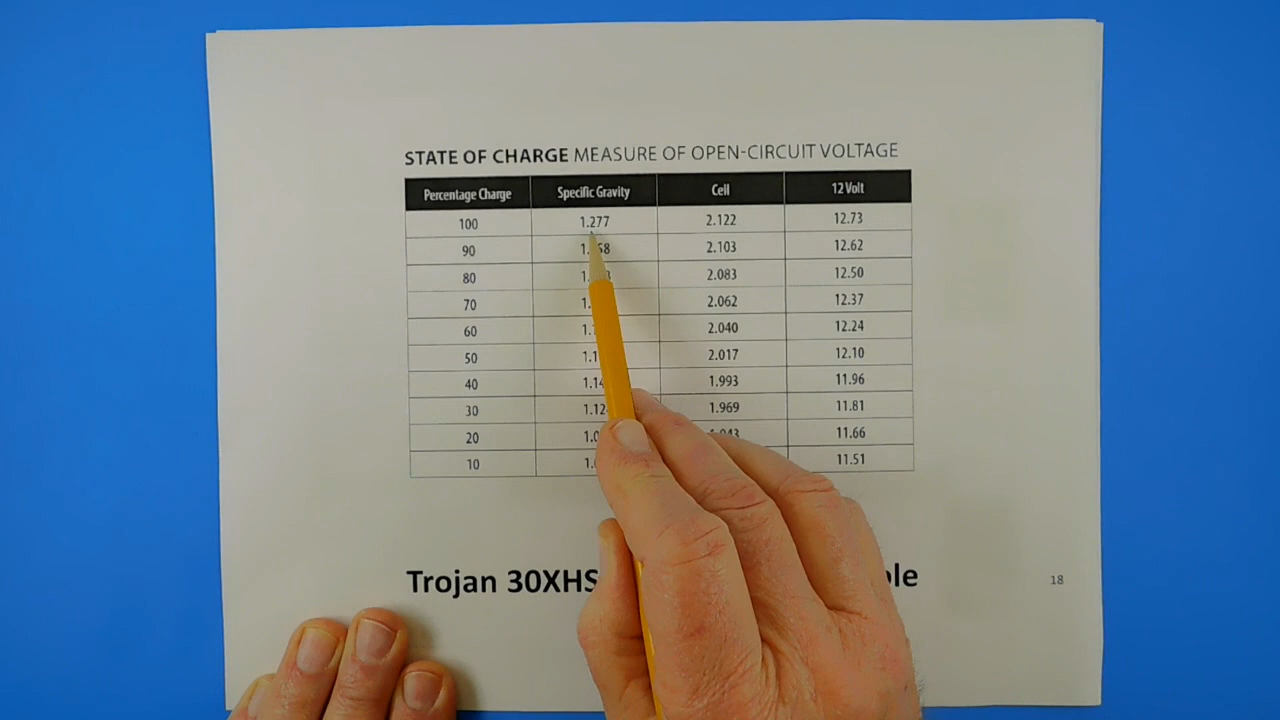 STATE OF CHARGE MEASURE OF OPEN-CIRCUIT VOLTAGE
Percentage Charge Specific Gravity Cell 12 Volt
100 1.277 2.122 12.73
90 2.103 12.62
80 2.083 12.50
70 2.062 12.37
60 2.040 12.24
50 2.017 12.10
40 1.993 11.96
30 1.969 11.81
20 11.66
10 11.51
Trojan 30XHS
18